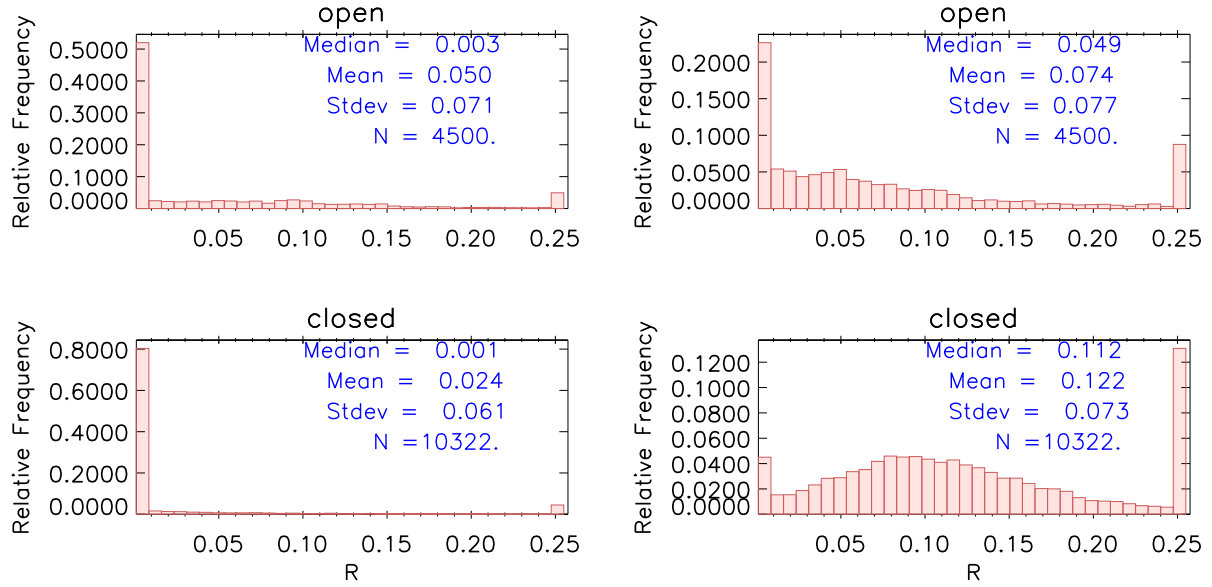 open
Relative Frequency
0.5000
0.4000
0.3000
0.2000
0.1000
0.0000
Median = 0.003
Mean = 0.050
Stdev = 0.071
N = 4500.
0.05 0.10 0.15 0.20 0.25
open
Relative Frequency
0.2000
0.1500
0.1000
0.0500
0.0000
Median = 0.049
Mean = 0.074
Stdev = 0.077
N = 4500.
0.05 0.10 0.15 0.20 0.25
closed
Relative Frequency
0.8000
0.6000
0.4000
0.2000
0.0000
Median = 0.001
Mean = 0.024
Stdev = 0.061
N =10322.
0.05 0.10 0.15 0.20 0.25
R
closed
Relative Frequency
0.1200
0.1000
0.0800
0.0600
0.0400
0.0200
0.0000
Median = 0.112
Mean = 0.122
Stdev = 0.073
N =10322.
0.05 0.10 0.15 0.20 0.25
R